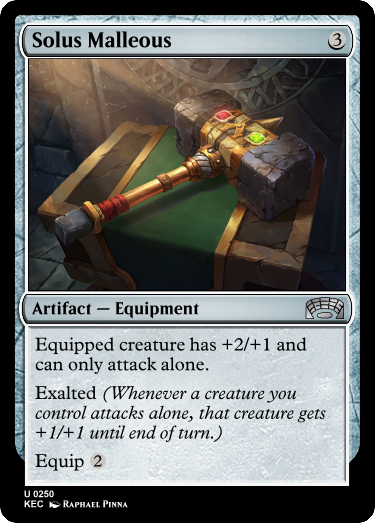 Solus Malleous 3
Artifact — Equipment
Equipped creature has +2/+1 and
can only attack alone.
Exalted (Whenever a creature you
control attacks alone, that creature gets
+1/+1 until end of turn.)
Equip 2
U 0250
KEC Raphael Pinna